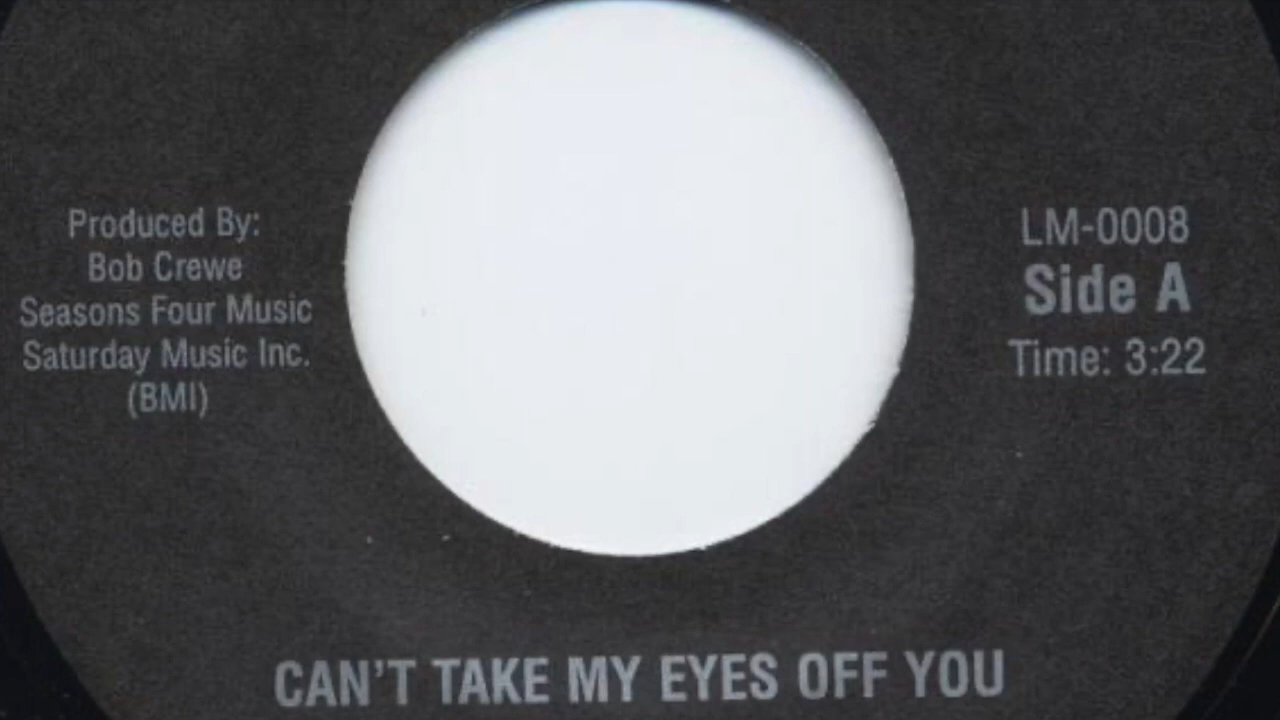 Produced By:
Bob Crewe
Seasons Four Music
Saturday Music Inc.
(BMI)
LM-0008
Side A
Time: 3:22
CAN'T TAKE MY EYES OFF YOU